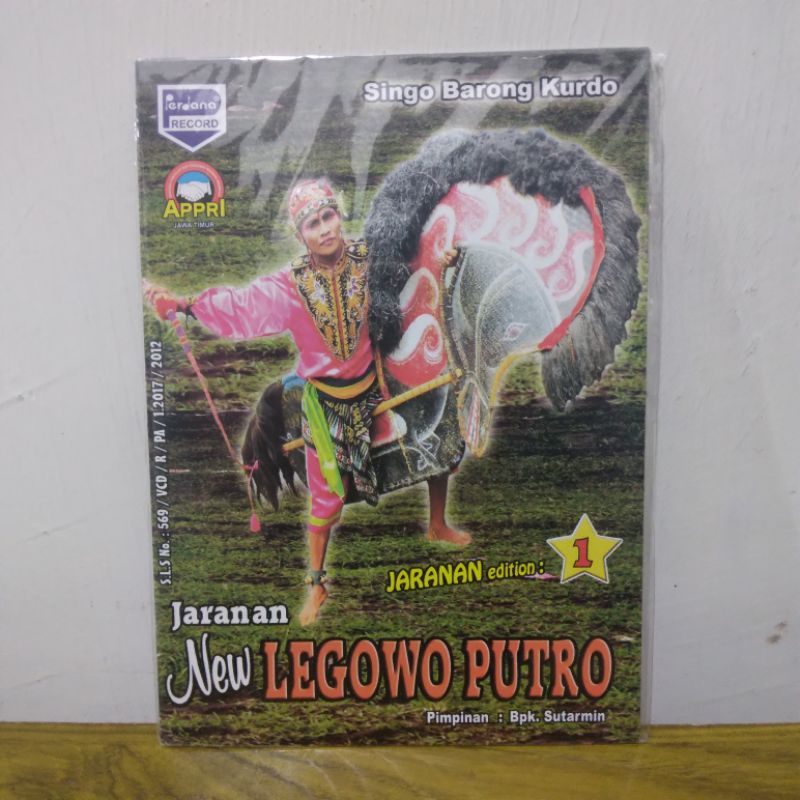 Perdana
RECORD
Singo Barong Kurdo
APPRI
JAWA TIMUR
S.L.S No. : 569 / VCD / R / PA / 1.2017 / 2012
JARANAN edition :
1
Jaranan
New LEGOWO PUTRO
Pimpinan : Bpk. Sutarmin